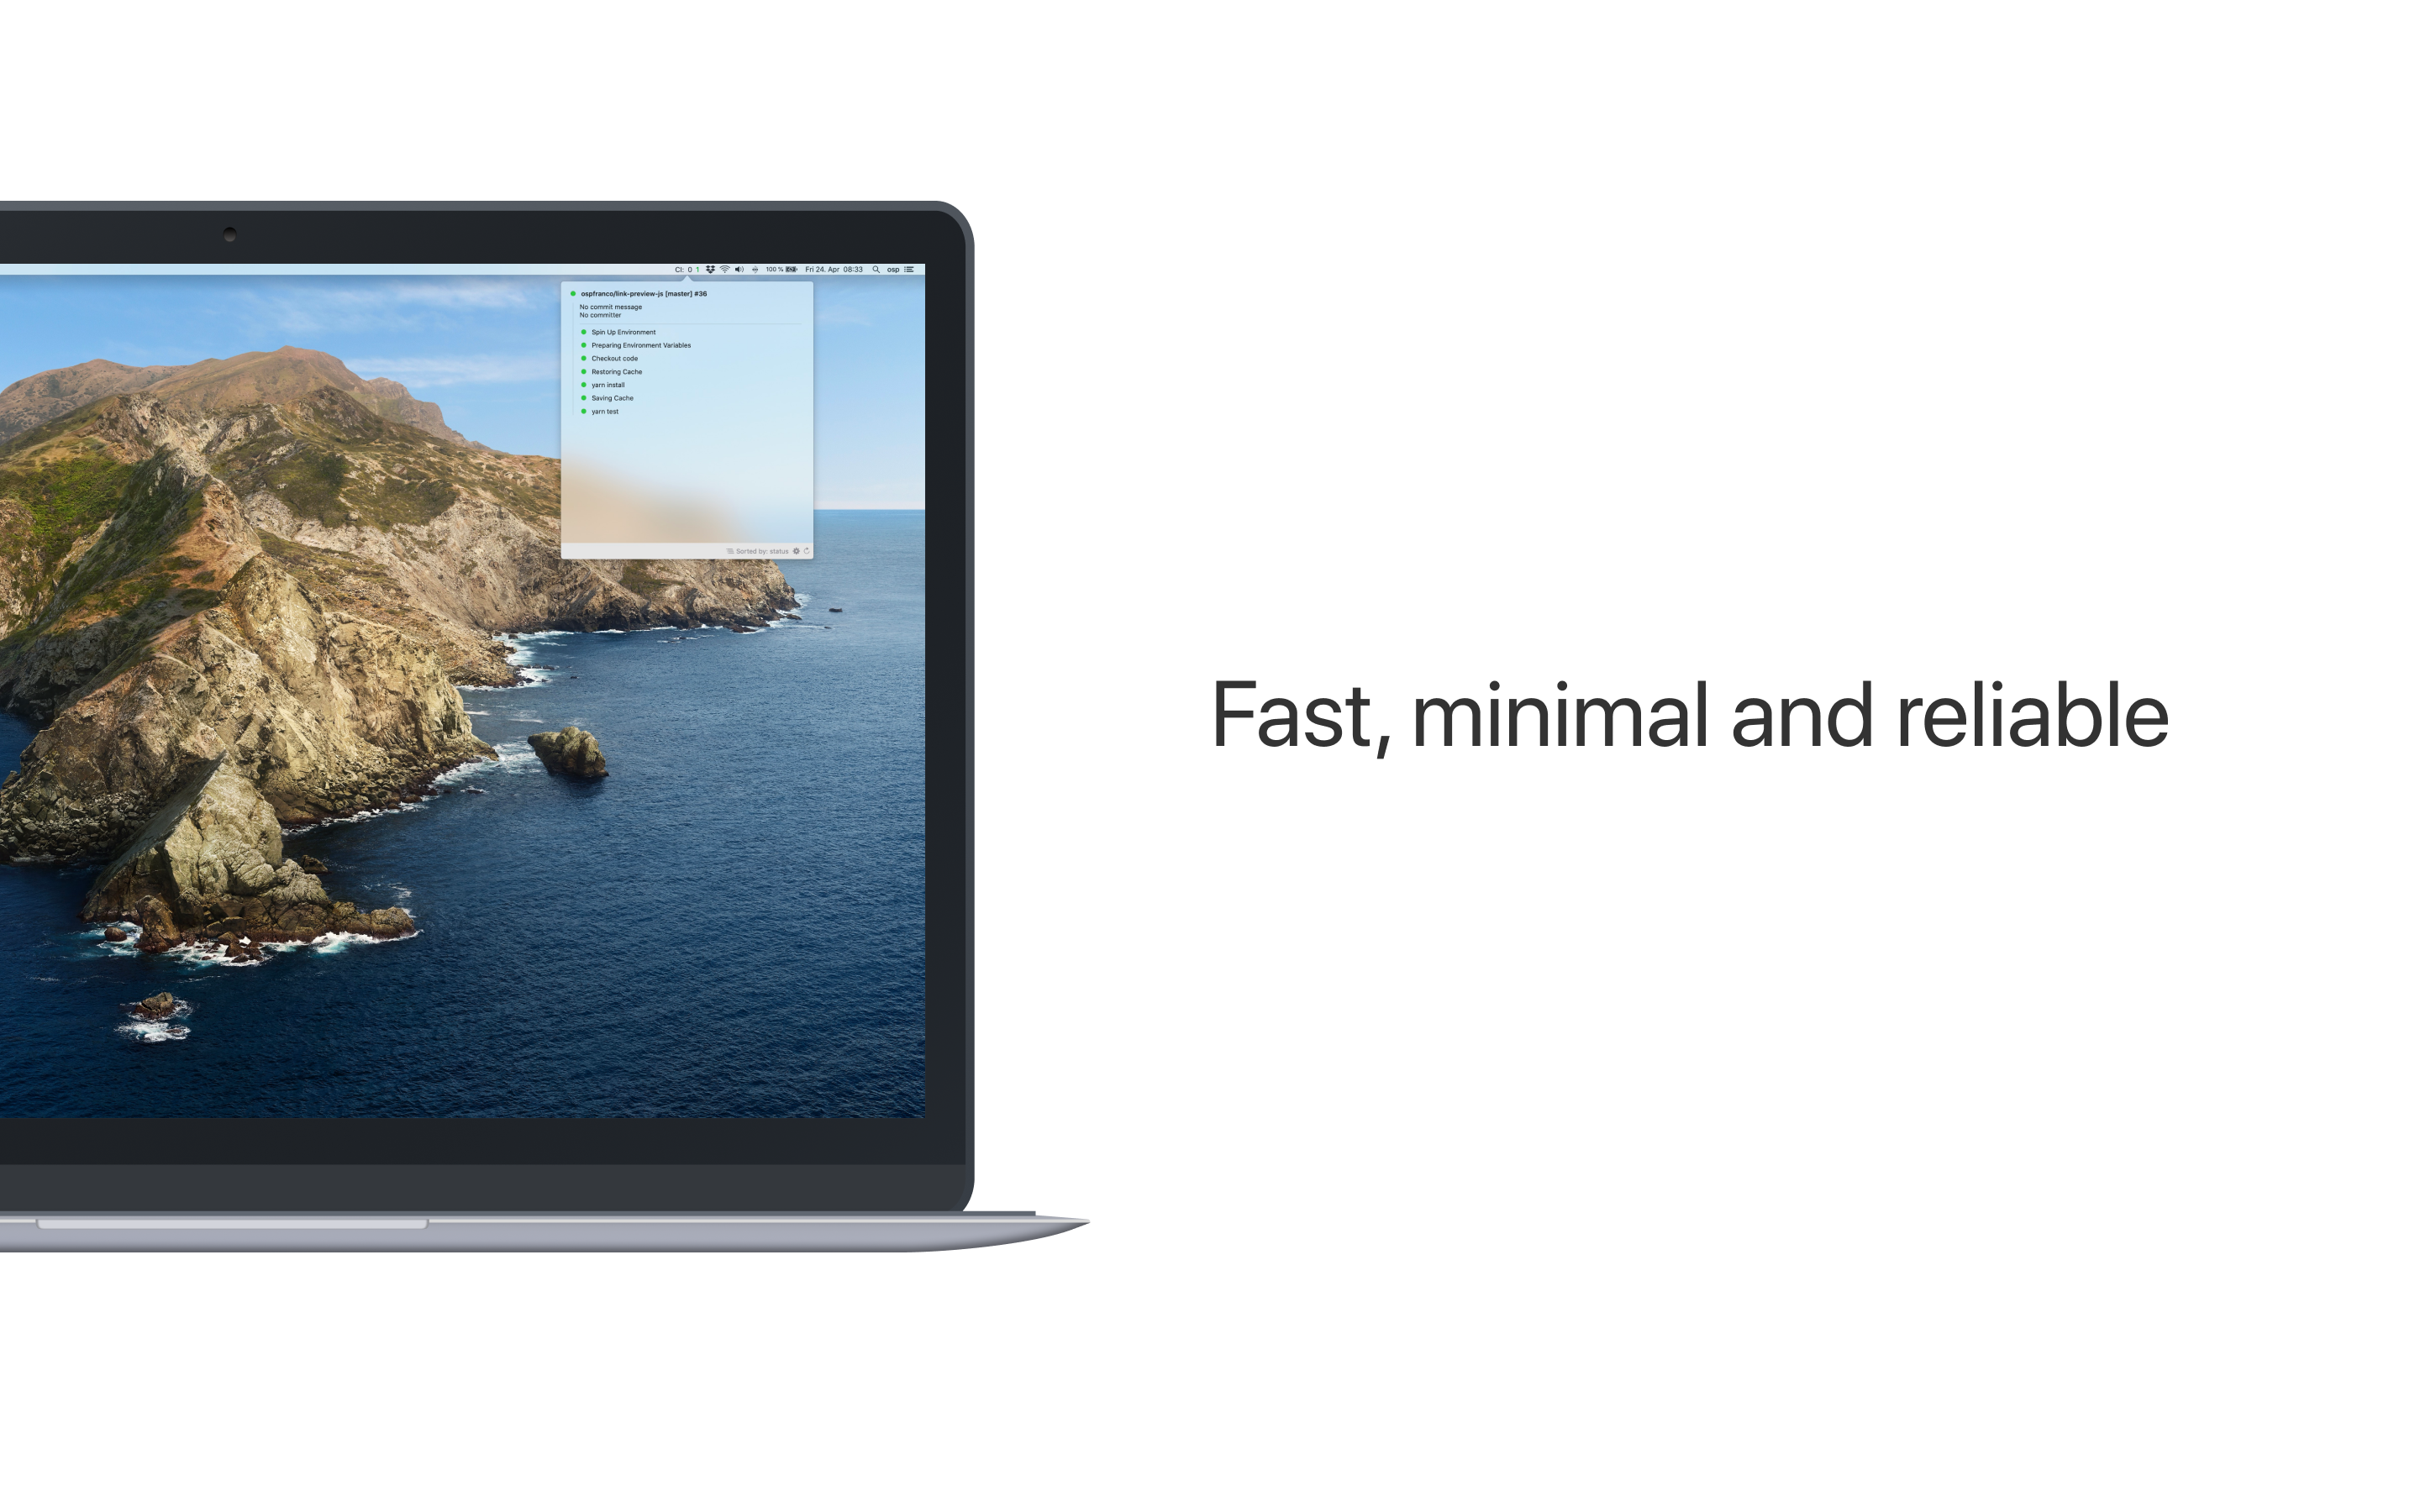 CI: 0 1 100 % Fri 24. Apr 08:33 osp
ospfranco/link-preview-js [master] #36
No commit message
No committer
Spin Up Environment
Preparing Environment Variables
Checkout code
Restoring Cache
yarn install
Saving Cache
yarn test
Sorted by: status
Fast, minimal and reliable